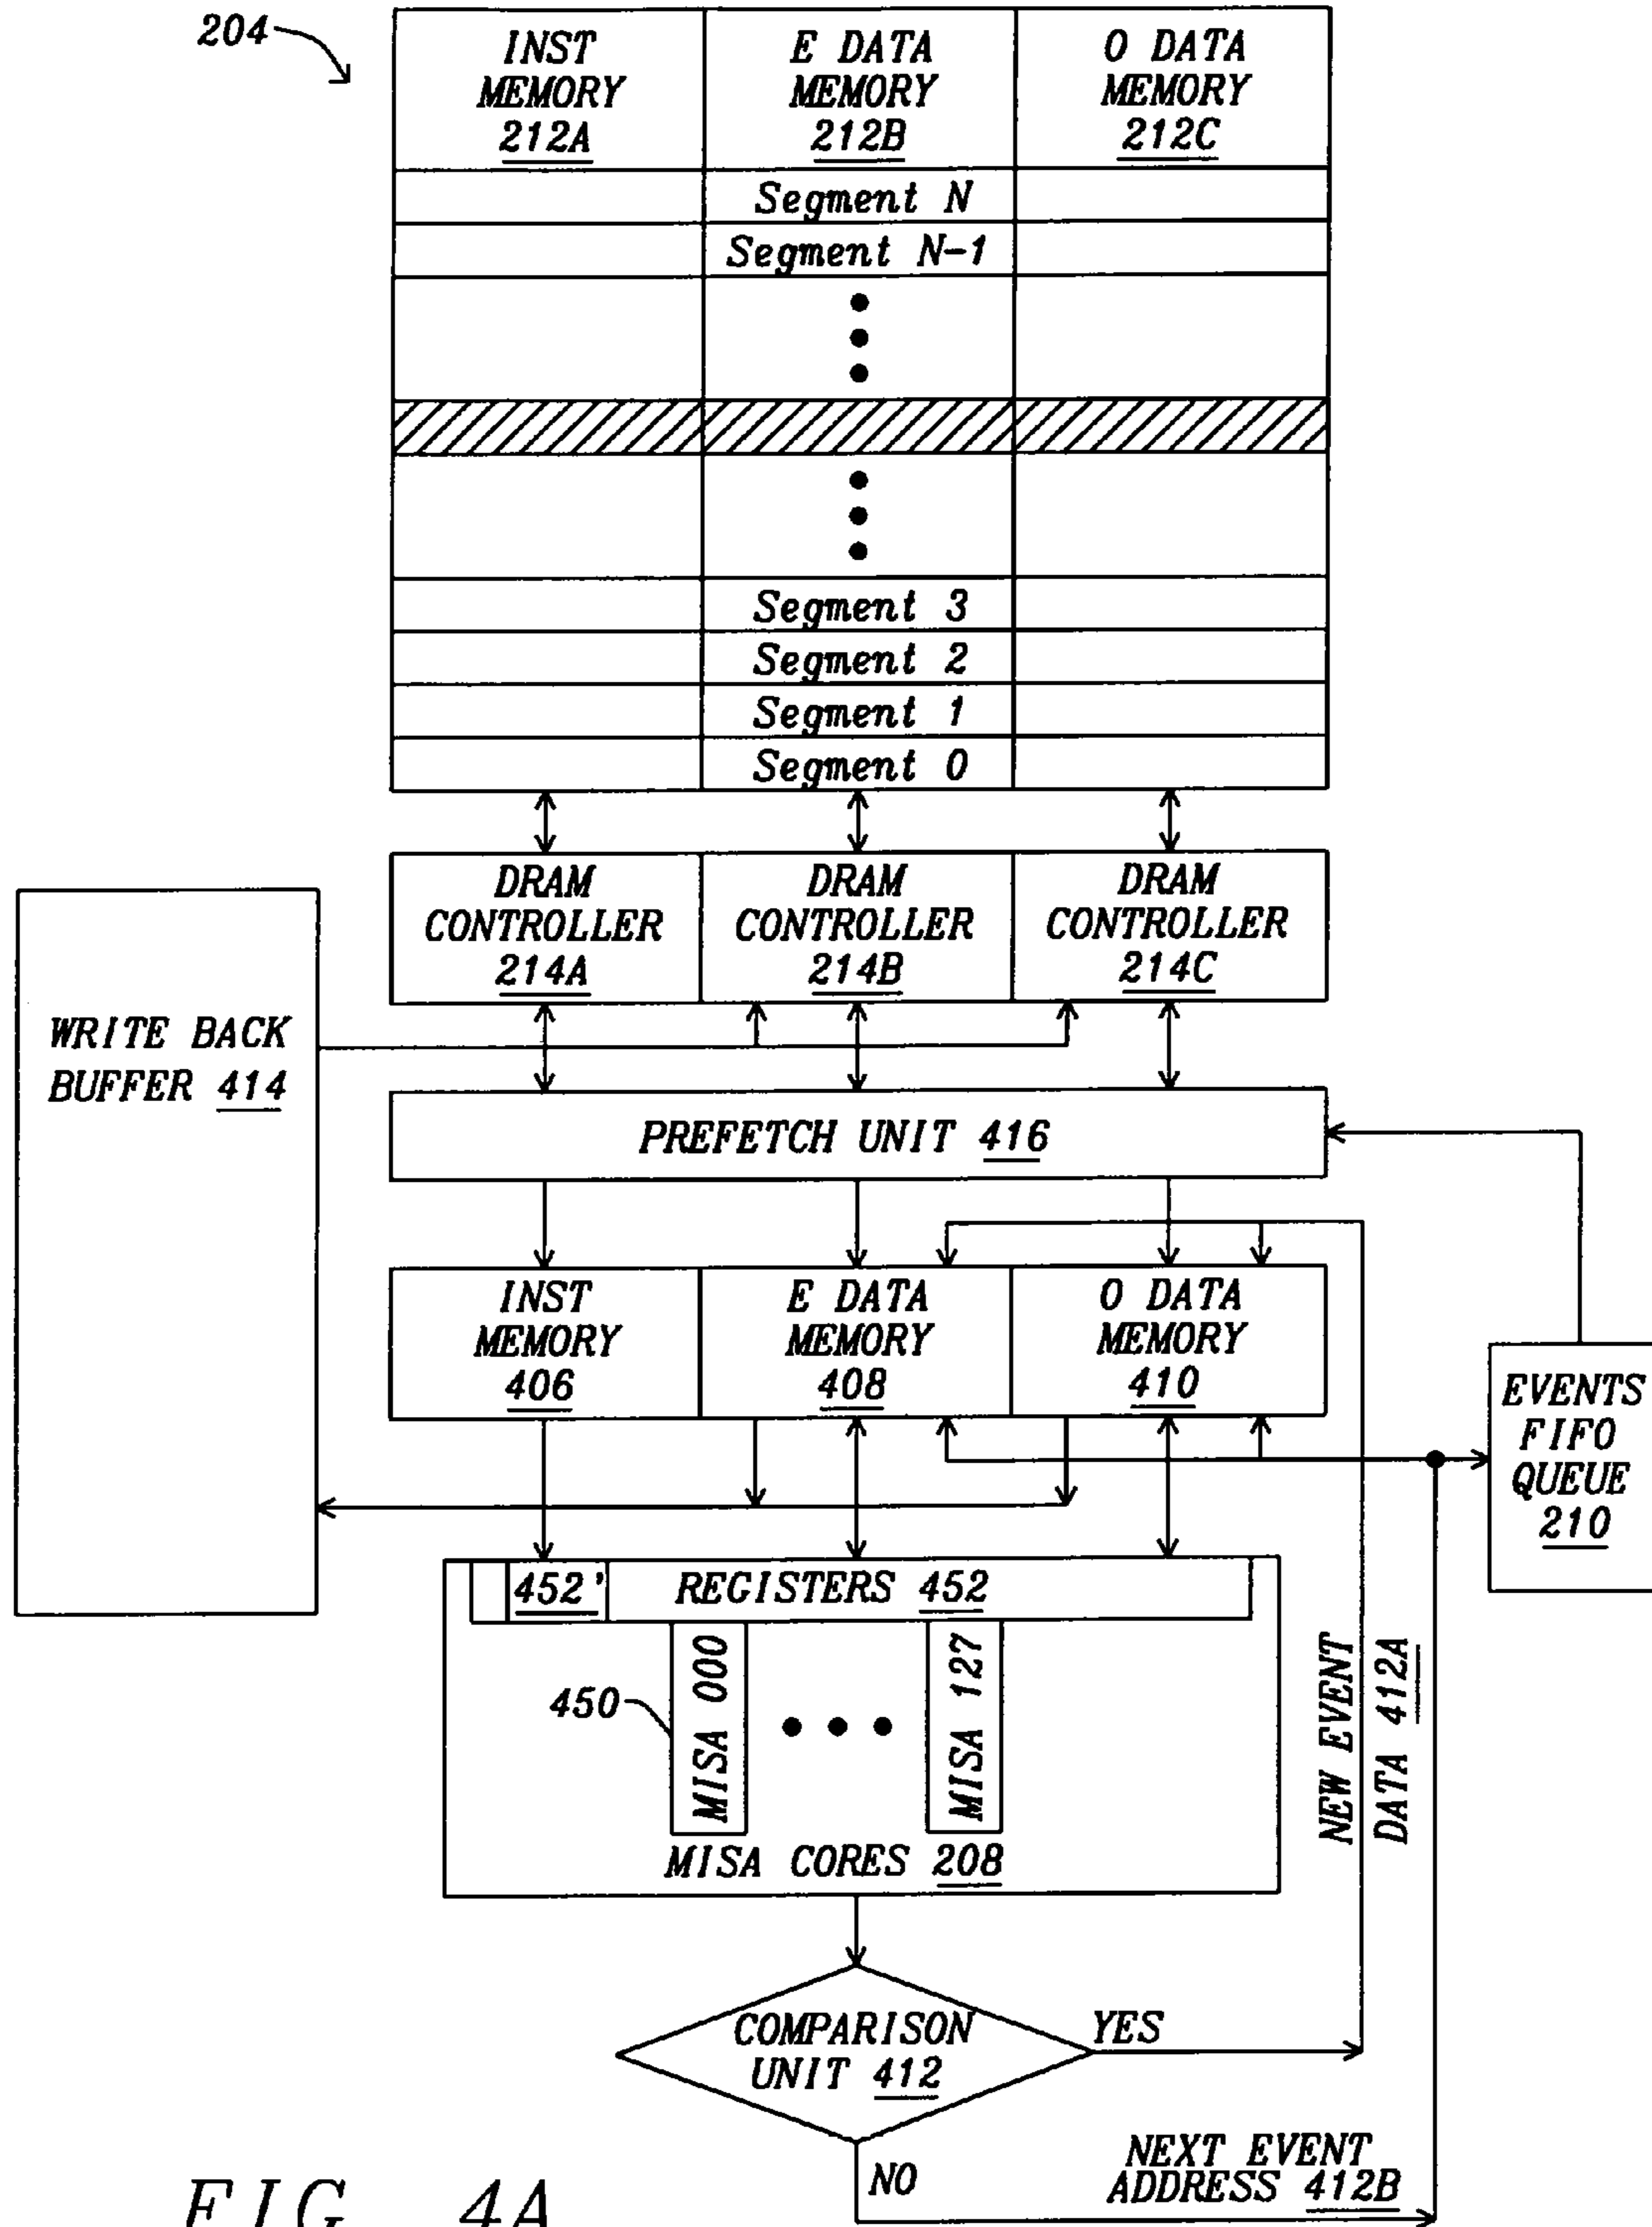 204
INST
MEMORY
212A
E DATA
MEMORY
212B
O DATA
MEMORY
212C
Segment N
Segment N-1
Segment 3
Segment 2
Segment 1
Segment 0
DRAM
CONTROLLER
214A
DRAM
CONTROLLER
214B
DRAM
CONTROLLER
214C
WRITE BACK
BUFFER 414
PREFETCH UNIT 416
INST
MEMORY
406
E DATA
MEMORY
408
O DATA
MEMORY
410
EVENTS
FIFO
QUEUE
210
452'
REGISTERS 452
450
MISA 000
MISA 127
MISA CORES 208
NEW EVENT
DATA 412A
COMPARISON
UNIT 412
YES
NO
NEXT EVENT
ADDRESS 412B
FIG. 4A